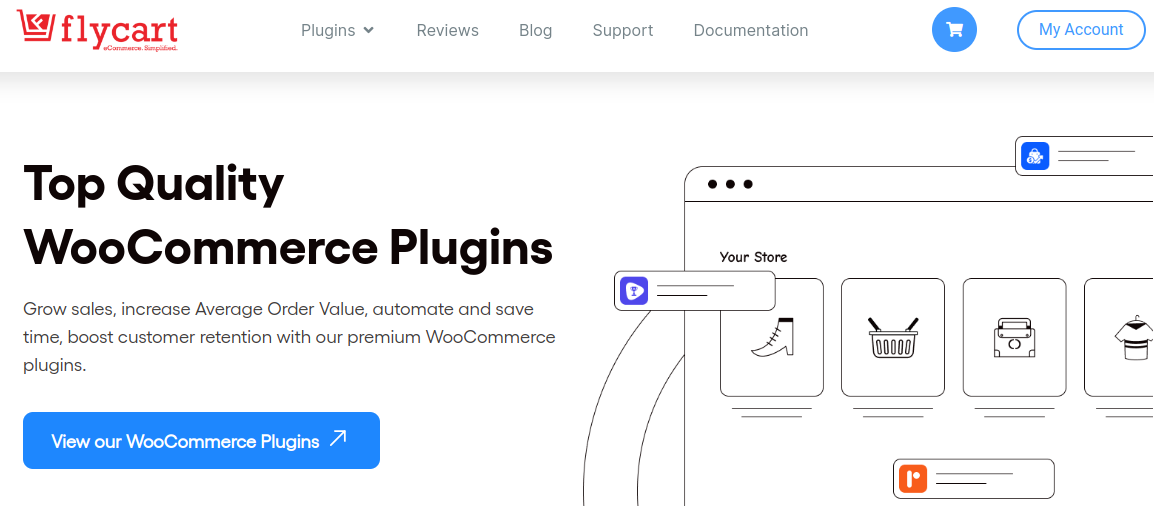 flycart
eCommerce. Simplified.
Plugins
Reviews
Blog
Support
Documentation
My Account
Top Quality
WooCommerce Plugins
Grow sales, increase Average Order Value, automate and save
time, boost customer retention with our premium WooCommerce
plugins.
View our WooCommerce Plugins
Your Store